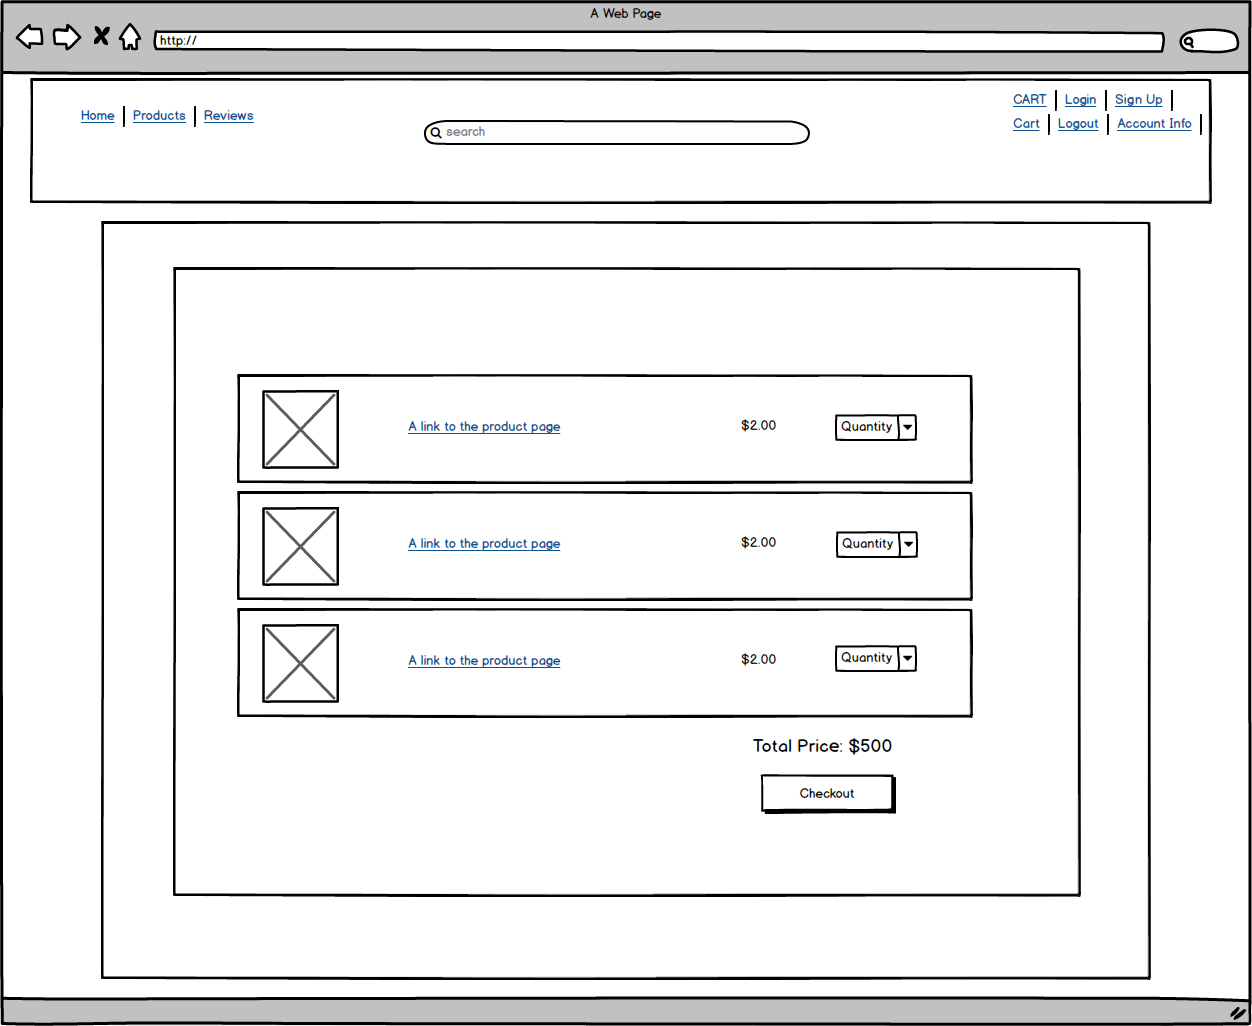 A Web Page
http://
Home Products Reviews
search
CART Login Sign Up
Cart Logout Account Info
A link to the product page $2.00 Quantity
A link to the product page $2.00 Quantity
A link to the product page $2.00 Quantity
Total Price: $500
Checkout